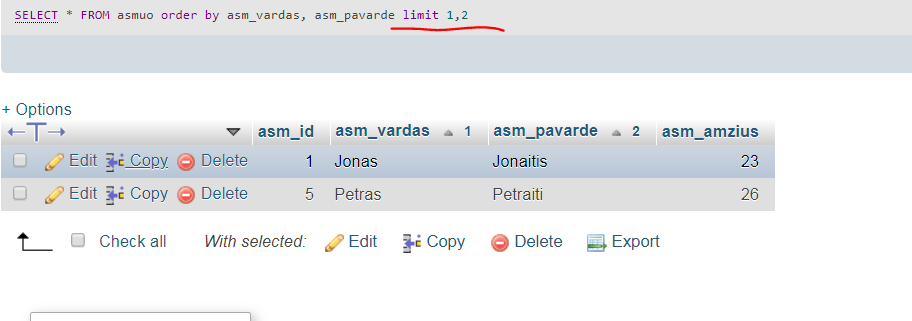 SELECT * FROM asmuo order by asm_vardas, asm_pavarde limit 1,2
+ Options
asm_id asm_vardas 1 asm_pavarde 2 asm_amzius
Edit Copy Delete 1 Jonas Jonaitis 23
Edit Copy Delete 5 Petras Petraiti 26
Check all With selected: Edit Copy Delete Export